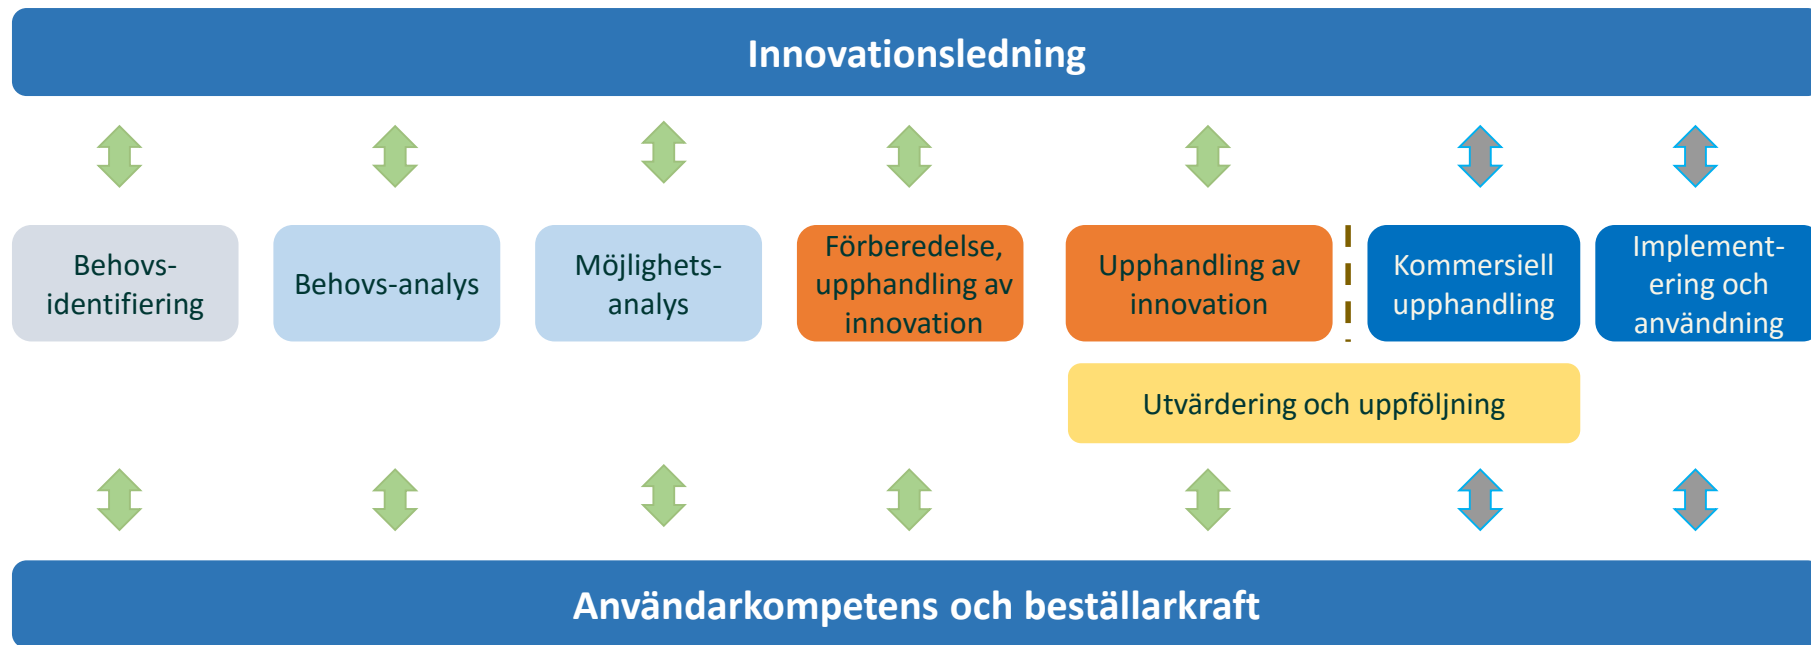 Innovationsledning
Behovs-
identifiering
Behovs-analys
Möjlighets-
analys
Förberedelse,
upphandling av
innovation
Upphandling av
innovation
Kommersiell
upphandling
Implement-
ering och
användning
Utvärdering och uppföljning
Användarkompetens och beställarkraft